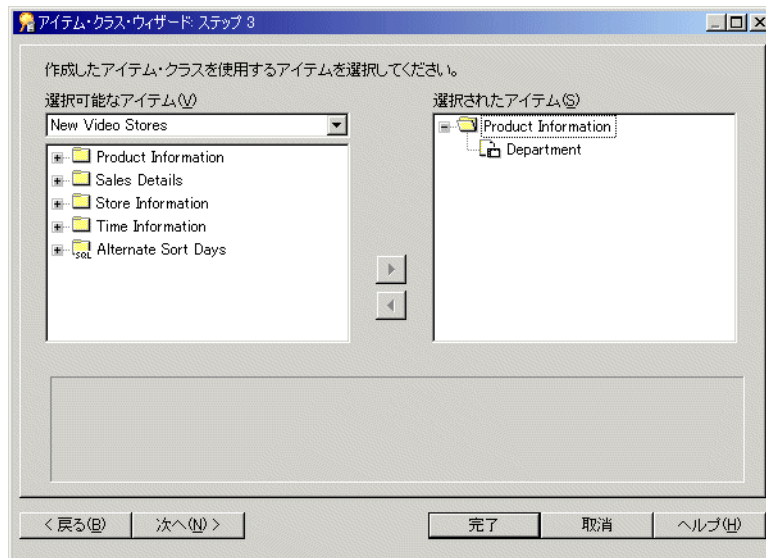 アイテム・クラス・ウィザード: ステップ 3
作成したアイテム・クラスを使用するアイテムを選択してください。
選択可能なアイテム(V)
New Video Stores
Product Information
Sales Details
Store Information
Time Information
SQL Alternate Sort Days
選択されたアイテム(S)
Product Information
Department
< 戻る(B)
次へ(N) >
完了
取消
ヘルプ(H)